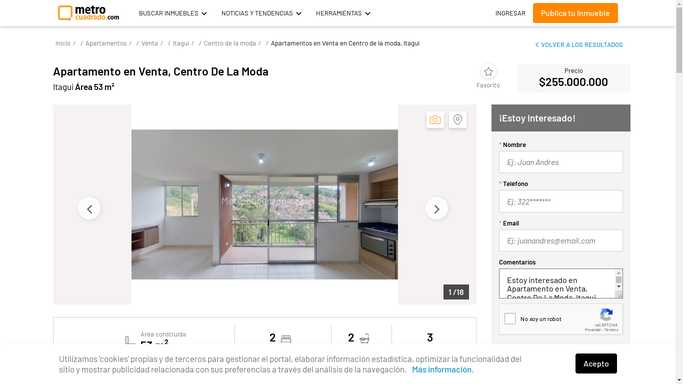 metro
cuadrado.com
BUSCAR INMUEBLES
NOTICIAS Y TENDENCIAS
HERRAMIENTAS
INGRESAR
Publica tu Inmueble
Inicio / Apartamentos / Venta / Itagui / Centro de la moda / Apartamentos en Venta en Centro de la moda, Itagui
< VOLVER A LOS RESULTADOS
Apartamento en Venta, Centro De La Moda
Itagui Área 53 m²
Favorito
Precio
$255.000.000
1 /16
¡Estoy Interesado!
* Nombre
Ej: Juan Andres
* Telefono
Ej: 322*******
* Email
Ej: juanandres@email.com
Comentarios
Estoy interesado en
Apartamento en Venta,
Centro De La Moda, Itagui
No soy un robot
reCAPTCHA
Privacidad - Términos
Área construida
53 m²
2
2
3
Utilizamos 'cookies' propias y de terceros para gestionar el portal, elaborar información estadística, optimizar la funcionalidad del
sitio y mostrar publicidad relacionada con sus preferencias a través del análisis de la navegación. Más información.
Acepto